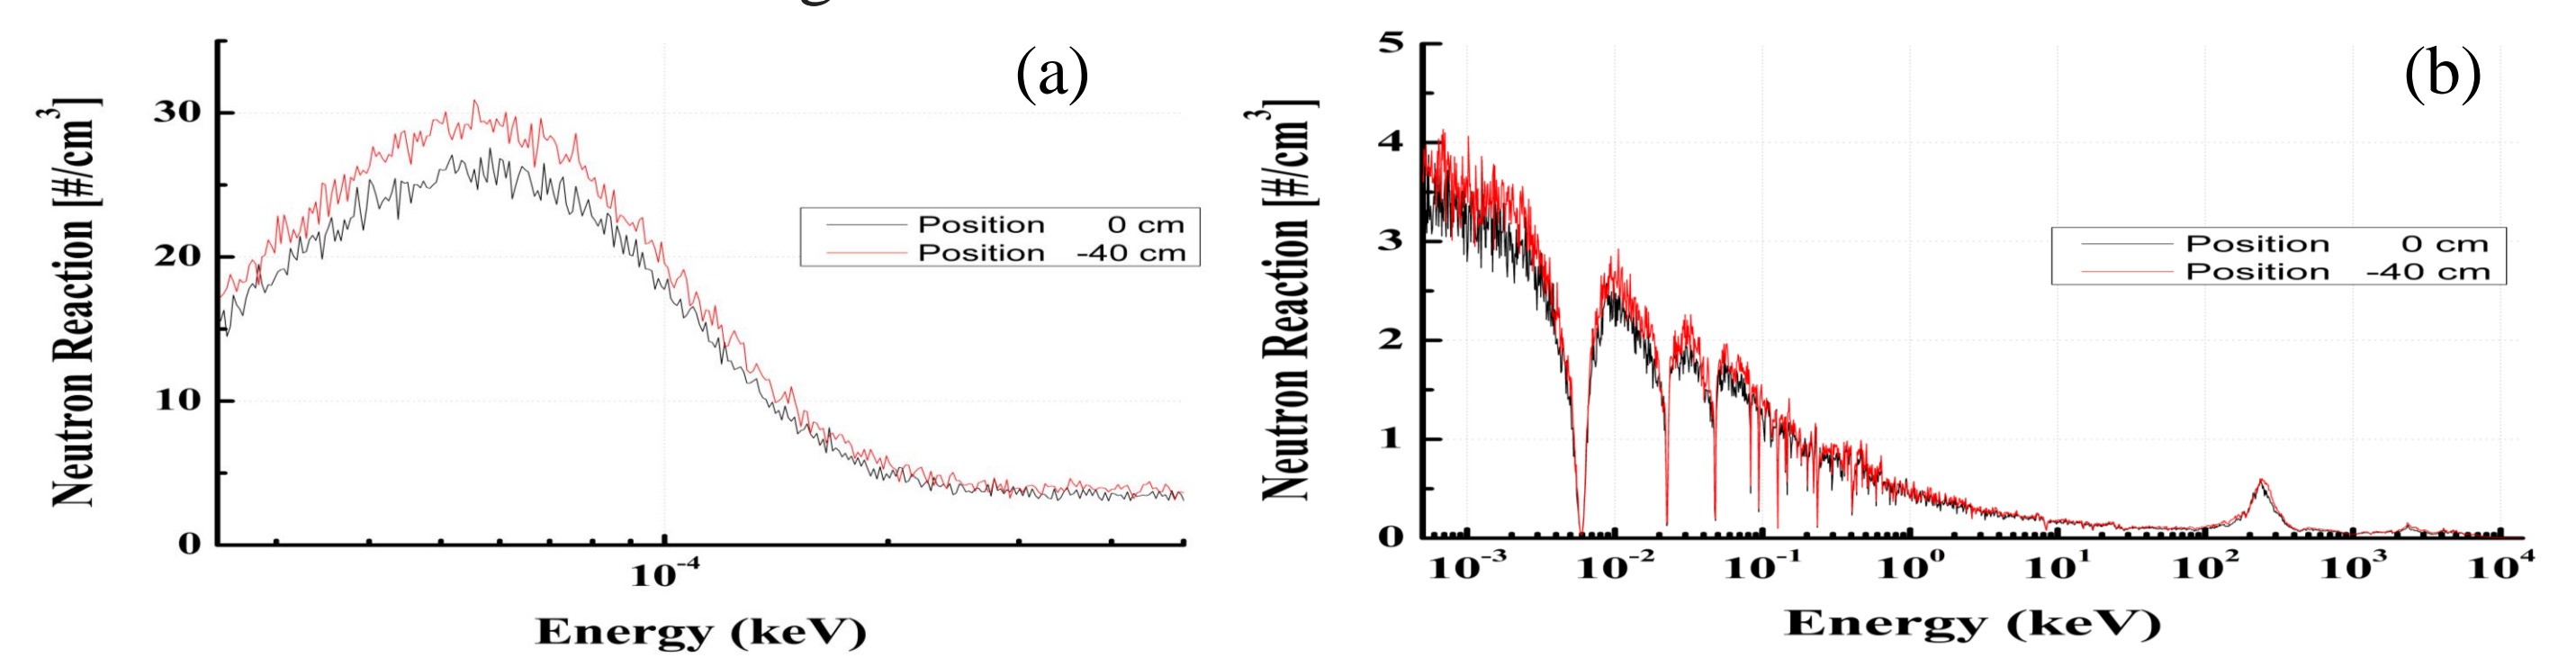 g
(a)
Neutron Reaction [#/cm³]
30
20
10
0
10⁻⁴
Energy (keV)
Position 0 cm
Position -40 cm
(b)
Neutron Reaction [#/cm³]
5
4
3
2
1
0
10⁻³ 10⁻² 10⁻¹ 10⁰ 10¹ 10²⁴ 10³ 10⁴
Energy (keV)
Position 0 cm
Position -40 cm